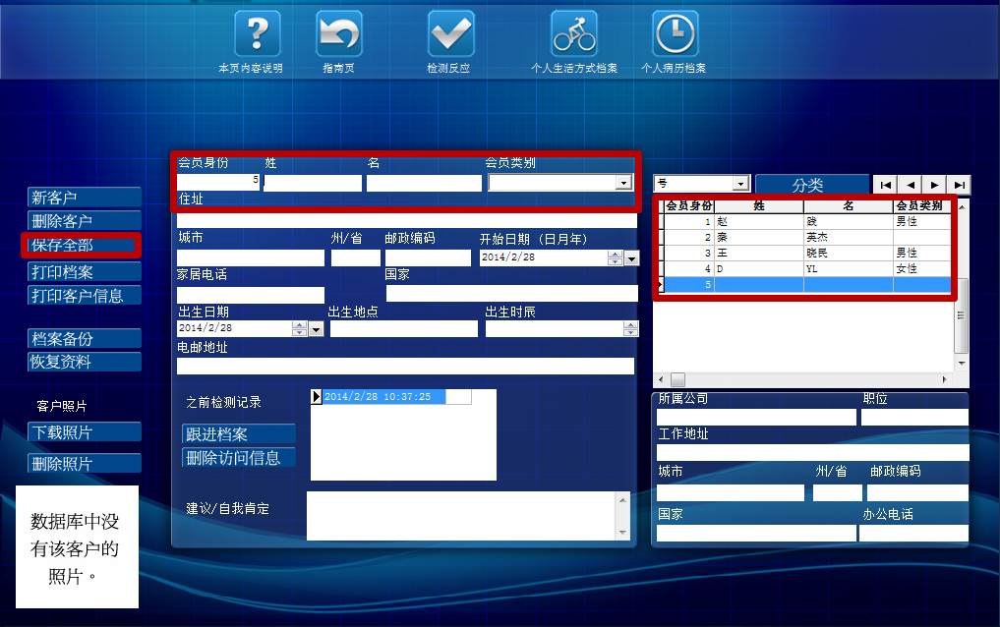 ?
本页内容说明 指南页 检测反应 个人生活方式档案 个人病历档案
会员身份 姓 名 会员类别
5
住址
城市 州/省 邮政编码 开始日期 (日月年)
2014/2/28
家居电话 国家
出生日期 出生地点 出生时辰
2014/2/28
电邮地址
之前检测记录
2014/2/28 10:37:25
跟进档案
删除访问信息
建议/自我肯定
新客户
删除客户
保存全部
打印档案
打印客户信息
档案备份
恢复资料
客户照片
下载照片
删除照片
数据库中没
有该客户的
照片。
号 分类
会员身份 姓 名 会员类别
1 赵 践 男性
2 秦 英杰
3 王 晓民 男性
4 D YL 女性
5
所属公司 职位
工作地址
城市 州/省 邮政编码
国家 办公电话